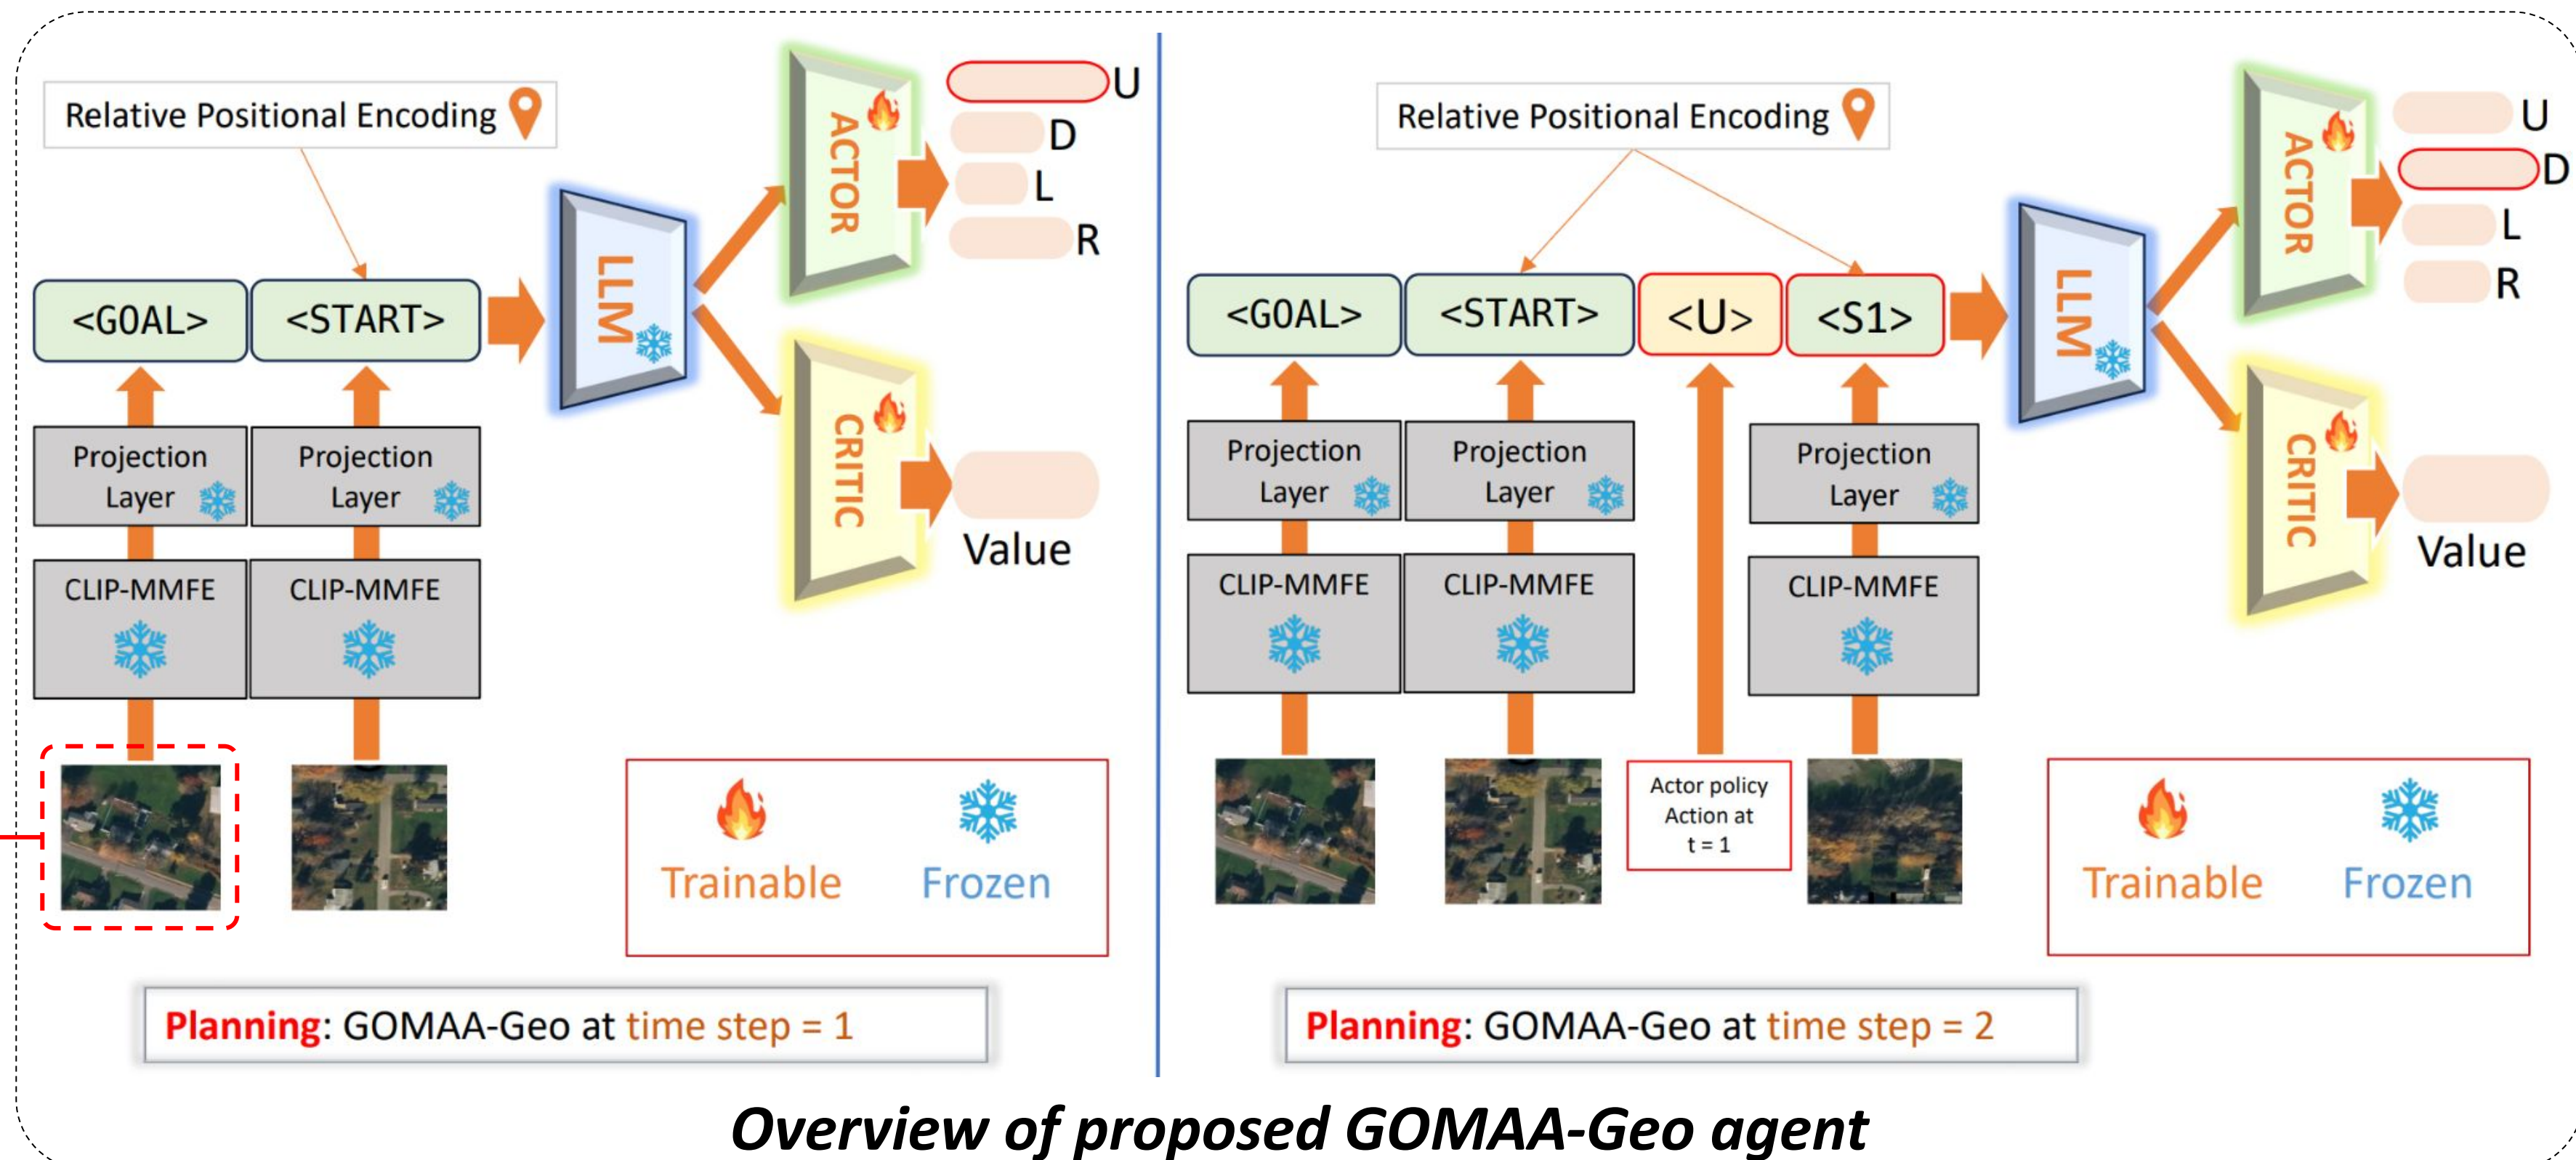 Relative Positional Encoding
<GOAL>
<START>
LLM
ACTOR
U
D
L
R
CRITIC
Value
Projection
Layer
Projection
Layer
CLIP-MMFE
CLIP-MMFE
Trainable
Frozen
Planning: GOMAA-Geo at time step = 1
Relative Positional Encoding
<GOAL>
<START>
<U>
<S1>
LLM
ACTOR
U
D
L
R
CRITIC
Value
Projection
Layer
Projection
Layer
Projection
Layer
CLIP-MMFE
CLIP-MMFE
CLIP-MMFE
Actor policy
Action at
t = 1
Trainable
Frozen
Planning: GOMAA-Geo at time step = 2
Overview of proposed GOMAA-Geo agent